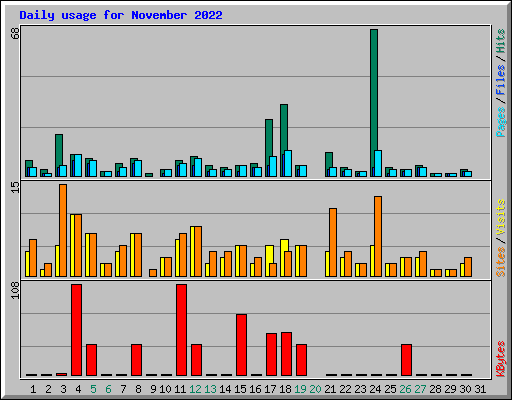 Daily usage for November 2022
68
Pages / Files / Hits
15
Sites / Visits
108
KBytes
1 2 3 4 5 6 7 8 9 10 11 12 13 14 15 16 17 18 19 20 21 22 23 24 25 26 27 28 29 30 31